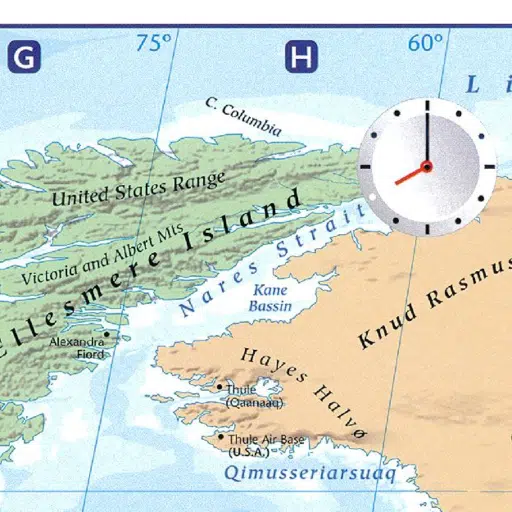 75° 60°
G H
L i
C. Columbia
United States Range
Ellesmere Island
Victoria and Albert Mts
Nares Strait
Kane
Bassin
Knud Rasmus
Alexandra
Fiord
Hayes Halvø
Thule
(Qaanaaq)
Thule Air Base
(U.S.A.)
Qimusseriarsuaq